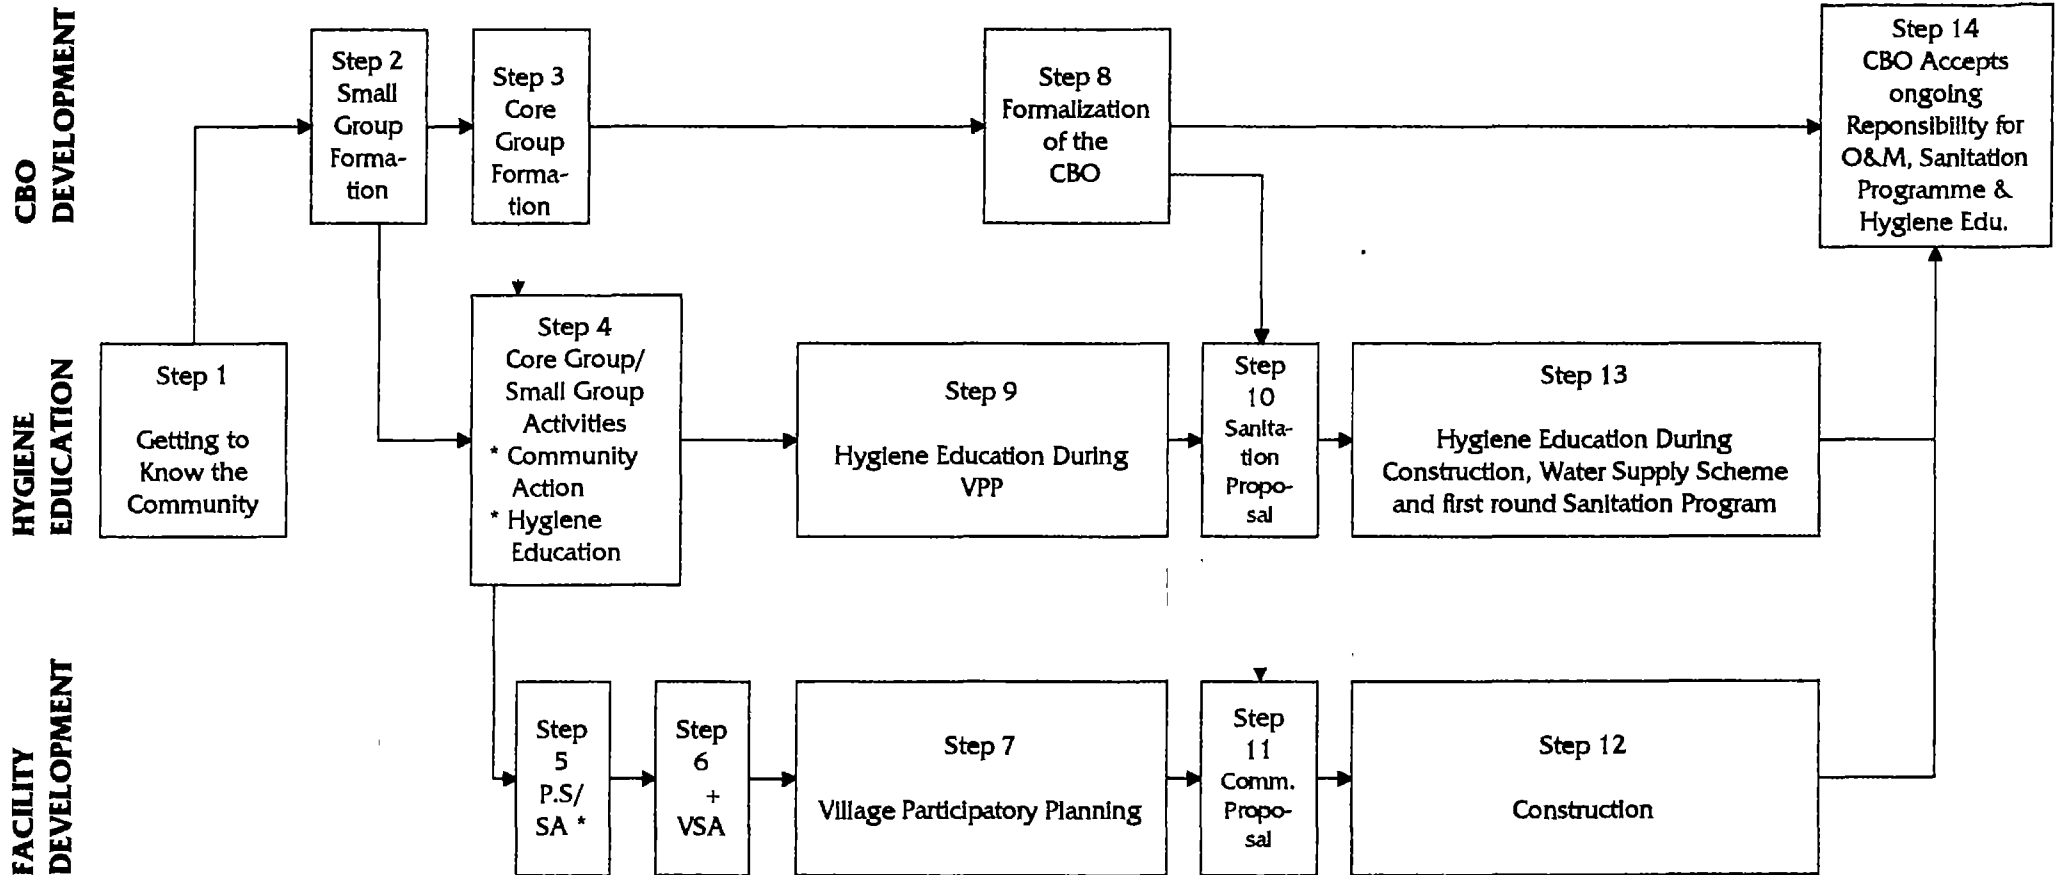 CBO
DEVELOPMENT
Step 2
Small
Group
Forma-
tion
Step 3
Core
Group
Forma-
tion
Step 8
Formalization
of the
CBO
Step 14
CBO Accepts
ongoing
Reponsibility for
O&M, Sanitation
Programme &
Hygiene Edu.
HYGIENE
EDUCATION
Step 1
Getting to
Know the
Community
Step 4
Core Group/
Small Group
Activities
* Community
Action
* Hygiene
Education
Step 9
Hygiene Education During
VPP
Step
10
Sanita-
tion
Propo-
sal
Step 13
Hygiene Education During
Construction, Water Supply Scheme
and first round Sanitation Program
FACILITY
DEVELOPMENT
Step
5
P.S/
SA *
Step
6
+
VSA
Step 7
Village Participatory Planning
Step
11
Comm.
Propo-
sal
Step 12
Construction